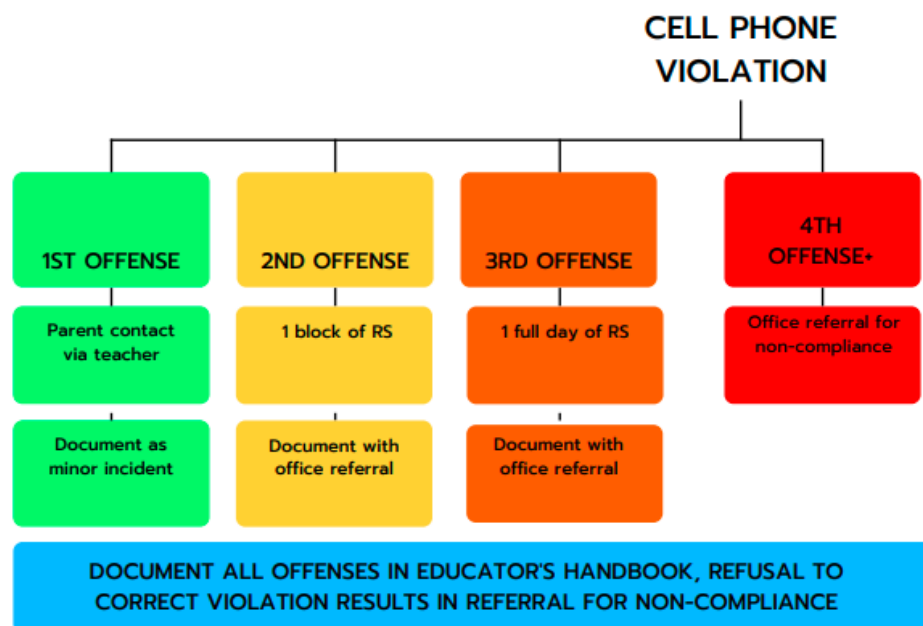 CELL PHONE
VIOLATION
1ST OFFENSE
Parent contact
via teacher
Document as
minor incident
2ND OFFENSE
1 block of RS
Document with
office referral
3RD OFFENSE
1 full day of RS
Document with
office referral
4TH
OFFENSE+
Office referral for
non-compliance
DOCUMENT ALL OFFENSES IN EDUCATOR'S HANDBOOK, REFUSAL TO
CORRECT VIOLATION RESULTS IN REFERRAL FOR NON-COMPLIANCE